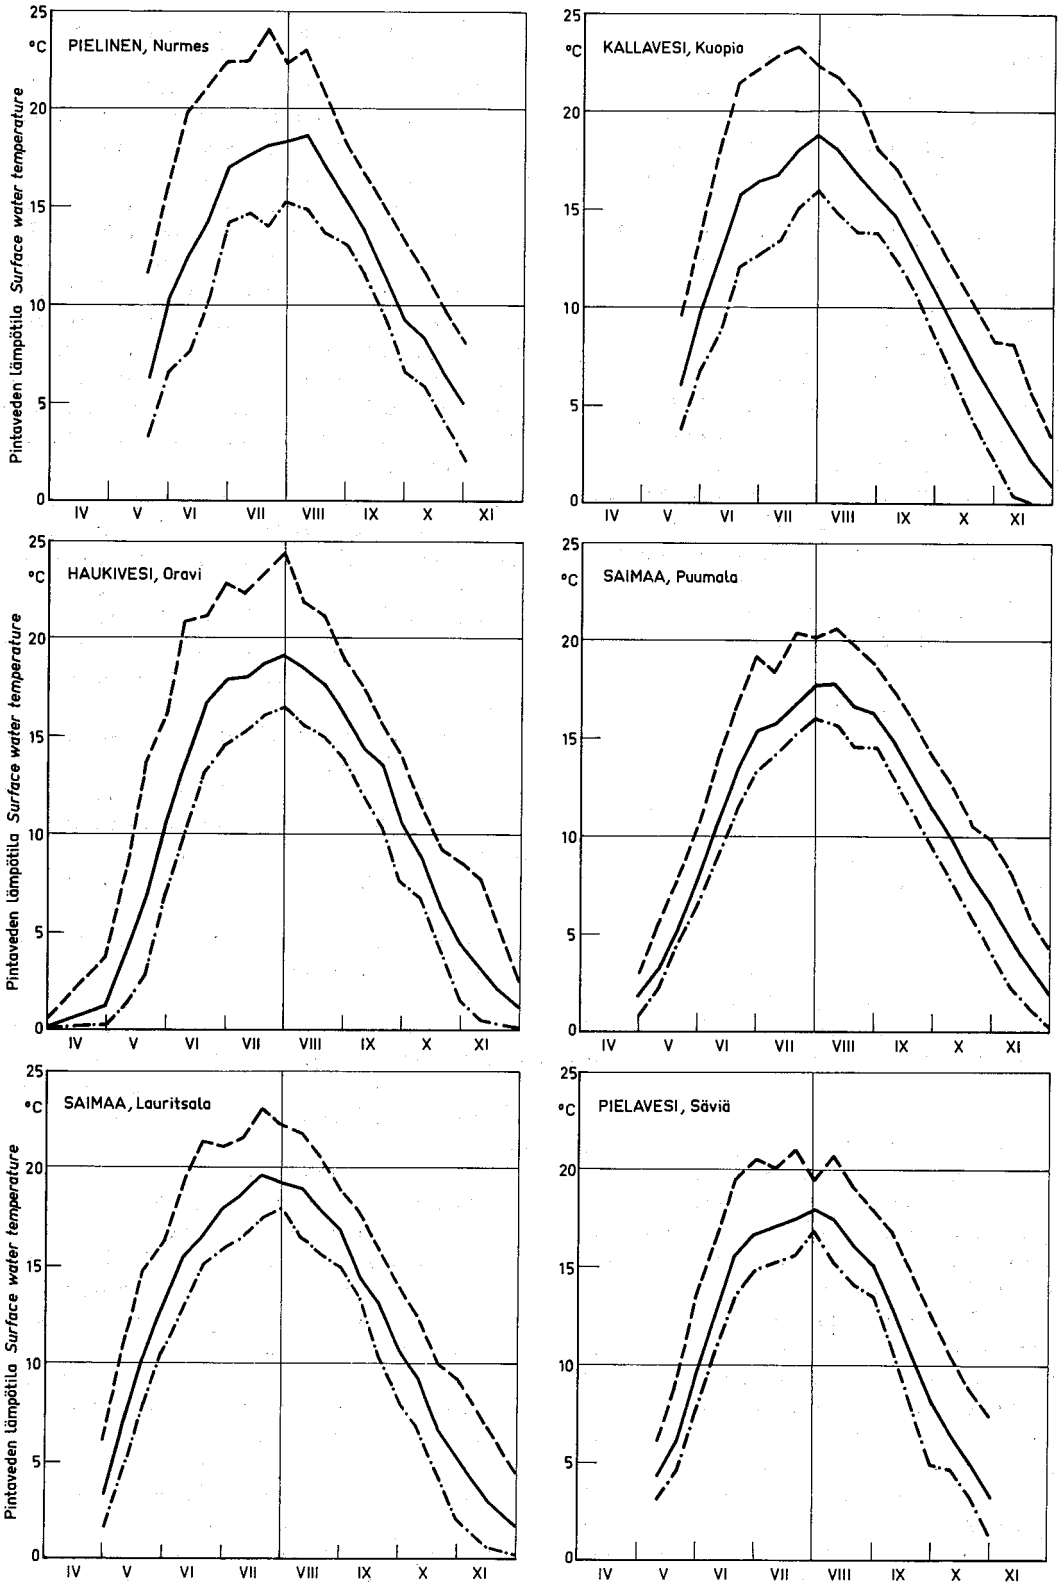 25
°C
PIELINEN, Nurmes
20
15
10
5
0
IV V VI VII VIII IX X XI
Pintaveden lämpötila Surface water temperature
25
°C
KALLAVESI, Kuopio
20
15
10
5
0
IV V VI VII VIII IX X XI
25
°C
HAUKIVESI, Oravi
20
15
10
5
0
IV V VI VII VIII IX X XI
Pintaveden lämpötila Surface water temperature
25
°C
SAIMAA, Puumala
20
15
10
5
0
IV V VI VII VIII IX X XI
25
°C
SAIMAA, Lauritsala
20
15
10
5
0
IV V VI VII VIII IX X XI
Pintaveden lämpötila Surface water temperature
25
°C
PIELAVESI, Säviä
20
15
10
5
0
IV V VI VII VIII IX X XI